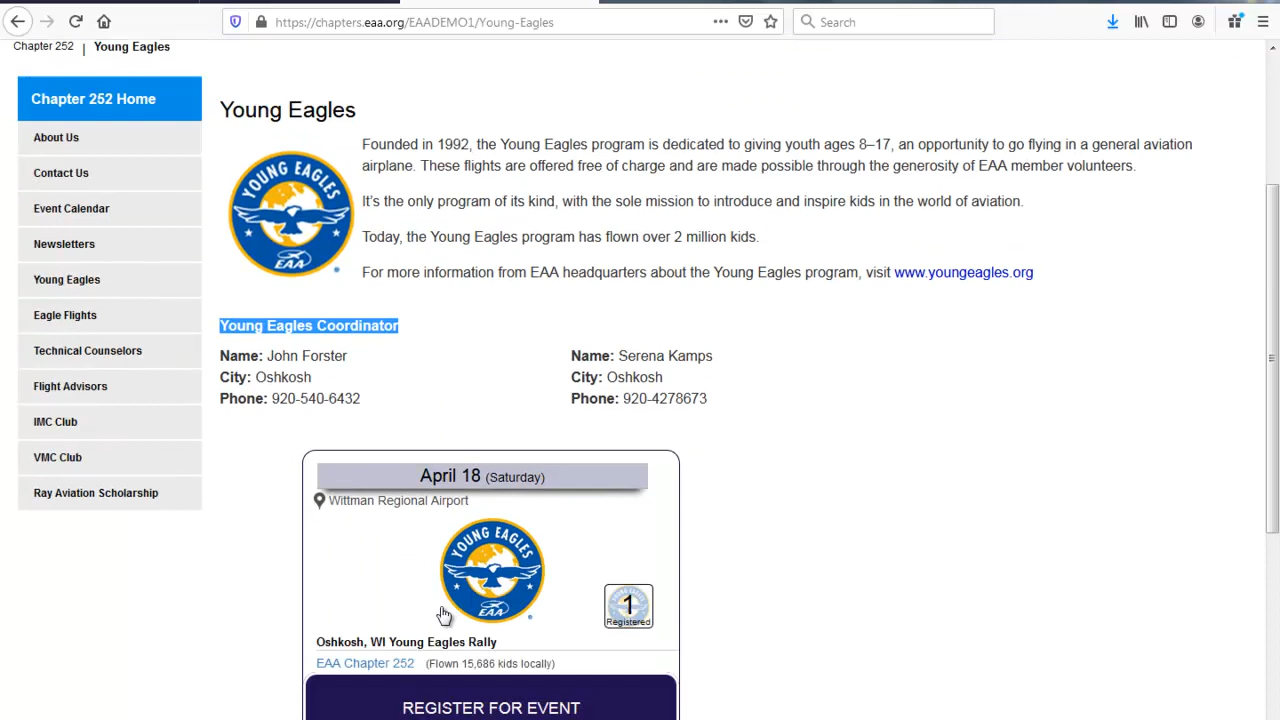 https://chapters.eaa.org/EAADEMO1/Young-Eagles
Search
Chapter 252 | Young Eagles
Chapter 252 Home
About Us
Contact Us
Event Calendar
Newsletters
Young Eagles
Eagle Flights
Technical Counselors
Flight Advisors
IMC Club
VMC Club
Ray Aviation Scholarship
Young Eagles
YOUNG EAGLES
EAA
Founded in 1992, the Young Eagles program is dedicated to giving youth ages 8–17, an opportunity to go flying in a general aviation
airplane. These flights are offered free of charge and are made possible through the generosity of EAA member volunteers.
It's the only program of its kind, with the sole mission to introduce and inspire kids in the world of aviation.
Today, the Young Eagles program has flown over 2 million kids.
For more information from EAA headquarters about the Young Eagles program, visit www.youngeagles.org
Young Eagles Coordinator
Name: John Forster
City: Oshkosh
Phone: 920-540-6432
Name: Serena Kamps
City: Oshkosh
Phone: 920-4278673
April 18 (Saturday)
Wittman Regional Airport
YOUNG EAGLES
EAA
1
Registered
Oshkosh, WI Young Eagles Rally
EAA Chapter 252 (Flown 15,686 kids locally)
REGISTER FOR EVENT